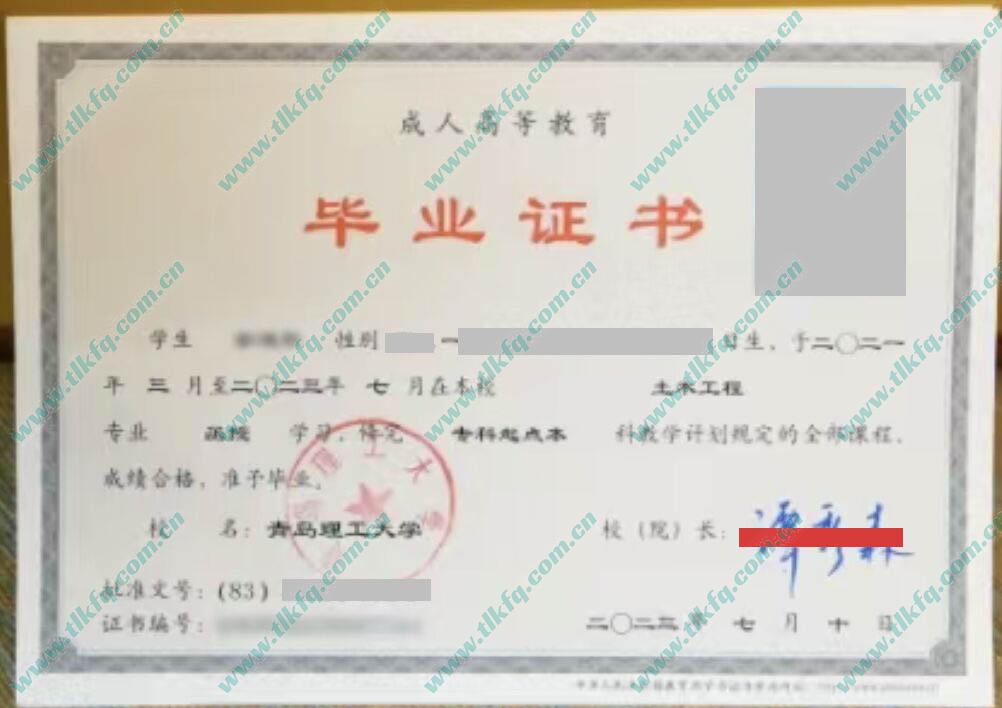 成人高等教育
毕业证书
学生 性别 一 日生，于二〇二一
年 三 月至二〇二三年 七 月在本校 土木工程
专业 函授 学习，修完 专科起点本 科教学计划规定的全部课程，
成绩合格，准予毕业。
校 名：青岛理工大学 校（院）长：
批准文号：(83)
证书编号：
二〇二三 年 七 月 十 日
www.tlkfq.com.cn